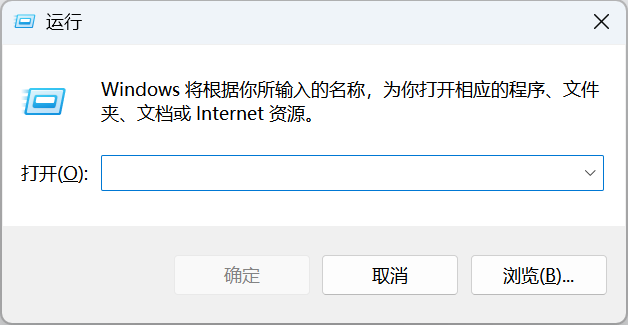 运行
Windows 将根据你所输入的名称，为你打开相应的程序、文件
夹、文档或 Internet 资源。
打开(O):
确定 取消 浏览(B)...